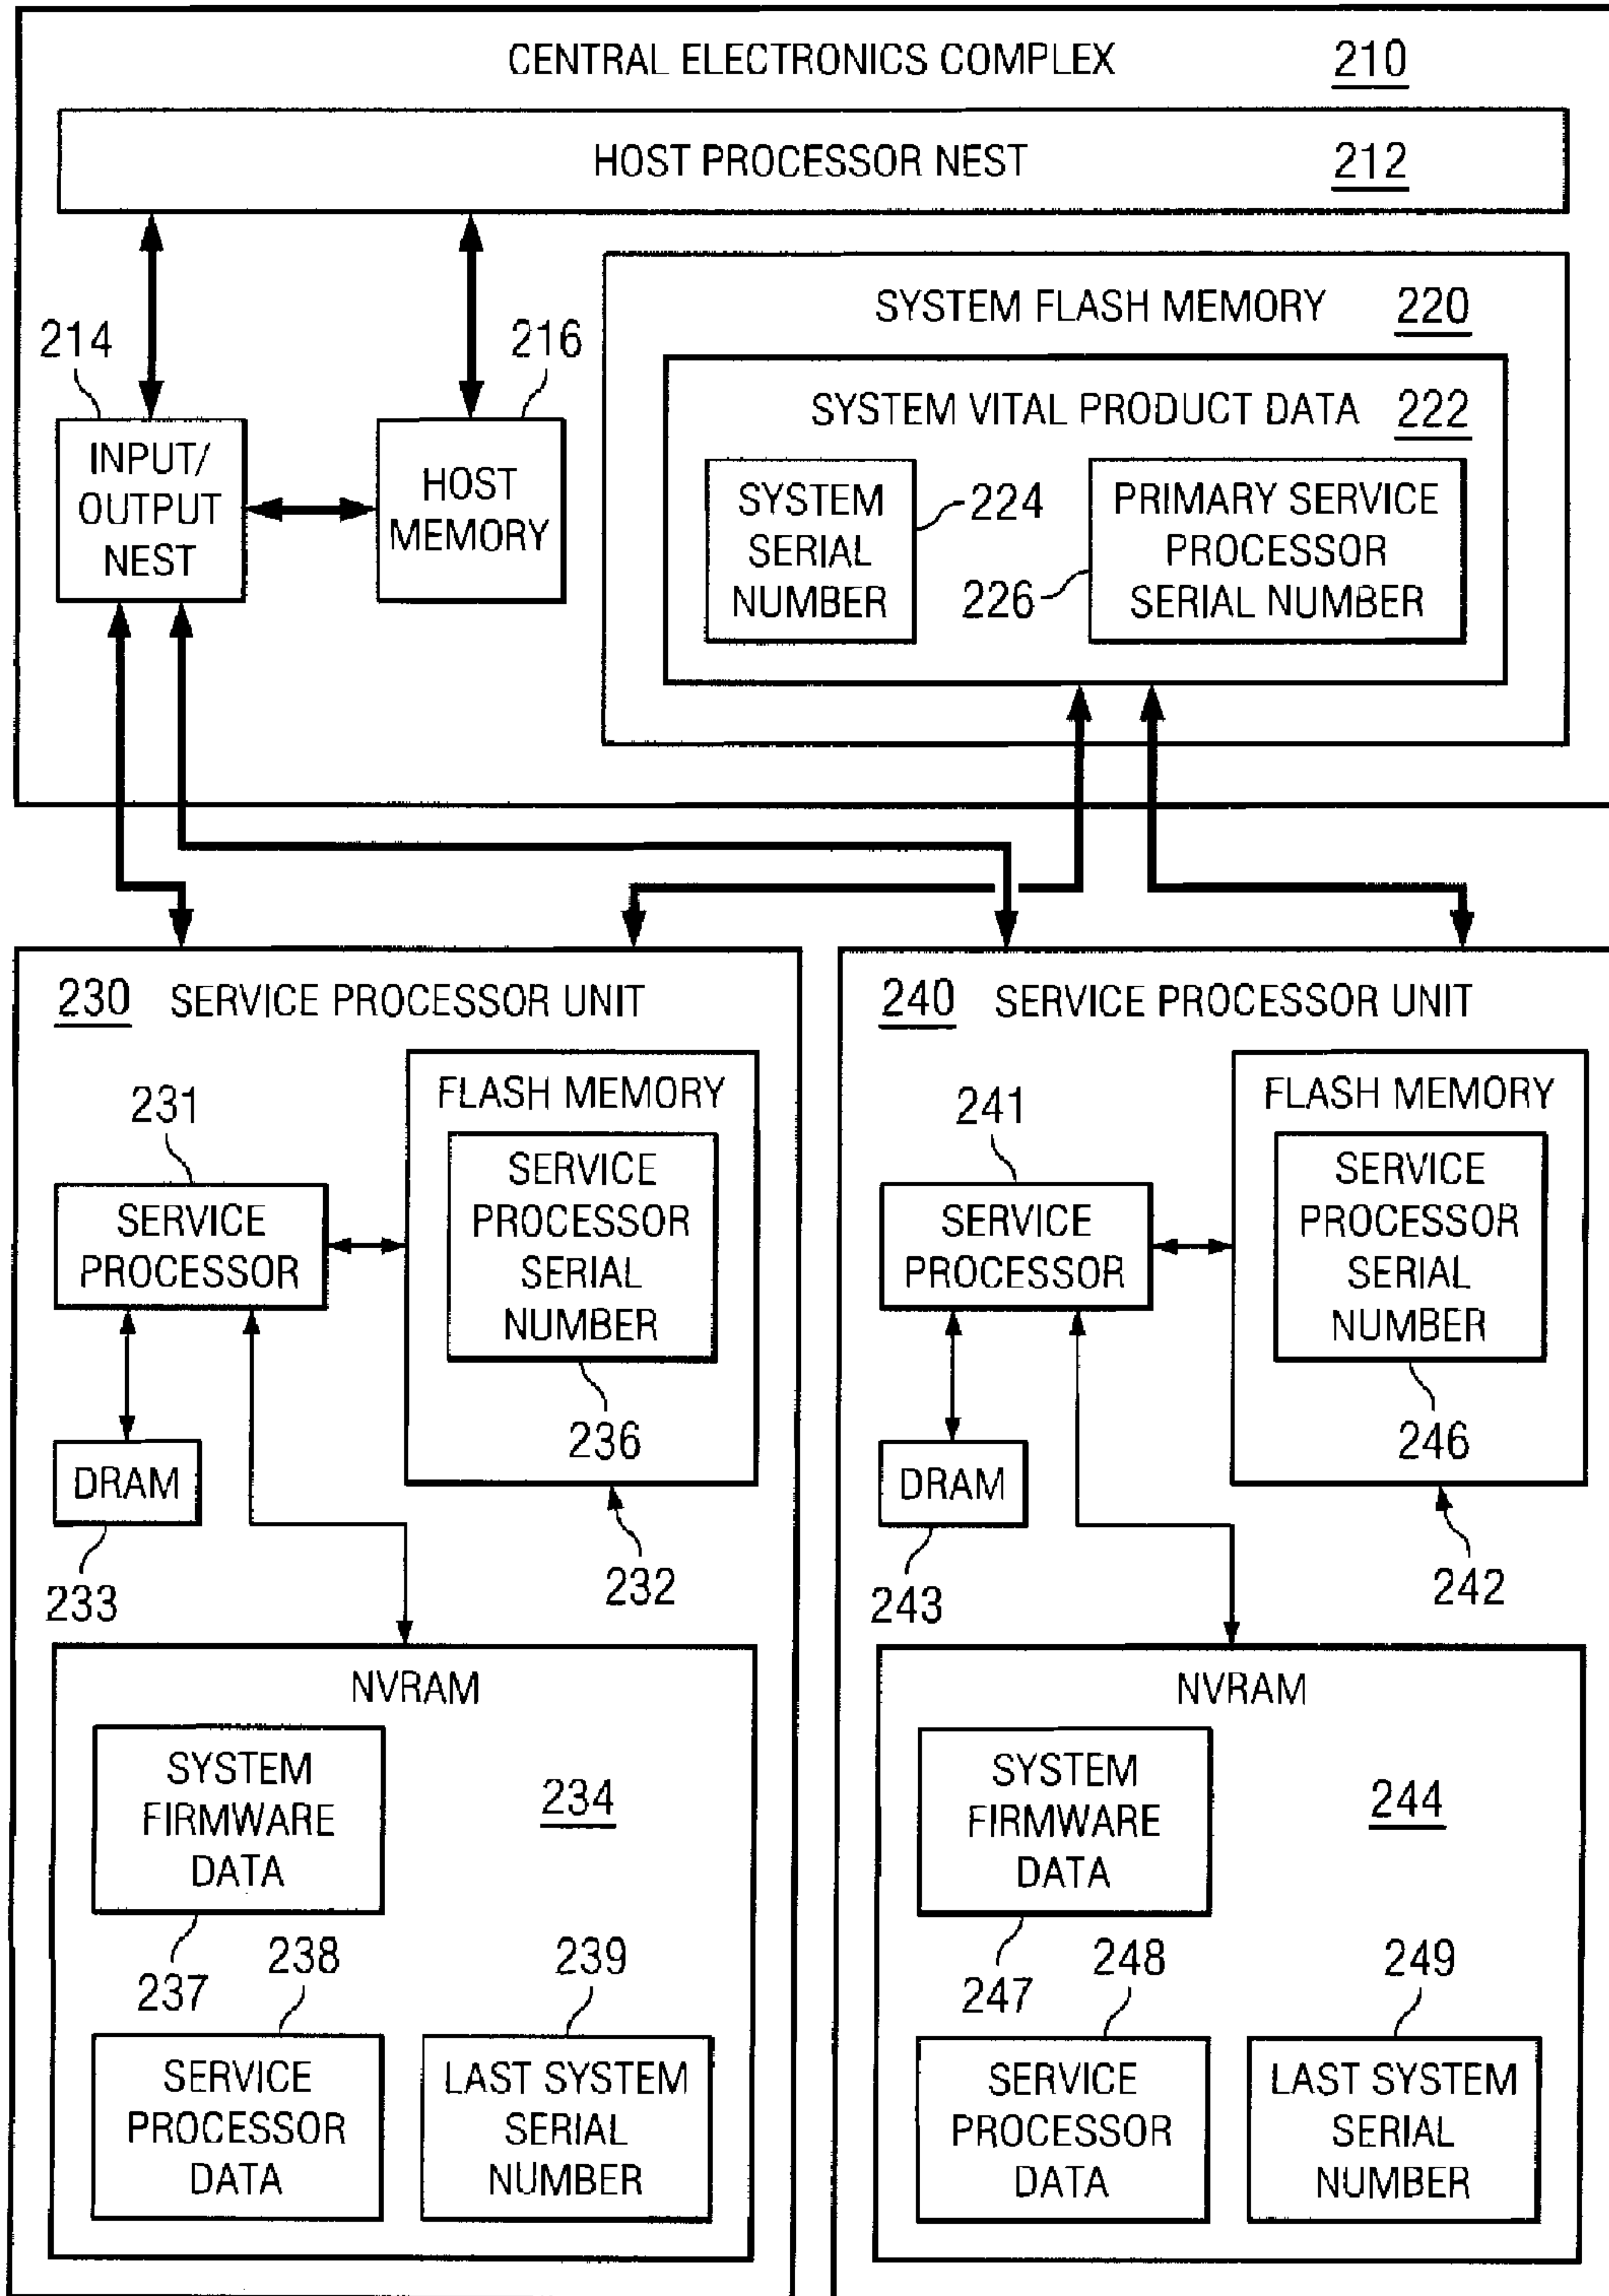 CENTRAL ELECTRONICS COMPLEX 210
HOST PROCESSOR NEST 212
SYSTEM FLASH MEMORY 220
214
216
SYSTEM VITAL PRODUCT DATA 222
INPUT/
OUTPUT
NEST
HOST
MEMORY
SYSTEM
SERIAL
NUMBER
224
PRIMARY SERVICE
PROCESSOR
SERIAL NUMBER
226
230 SERVICE PROCESSOR UNIT
231
FLASH MEMORY
SERVICE
PROCESSOR
SERVICE
PROCESSOR
SERIAL
NUMBER
236
DRAM
233
232
NVRAM
SYSTEM
FIRMWARE
DATA
234
237
238
239
SERVICE
PROCESSOR
DATA
LAST SYSTEM
SERIAL
NUMBER
240 SERVICE PROCESSOR UNIT
241
FLASH MEMORY
SERVICE
PROCESSOR
SERVICE
PROCESSOR
SERIAL
NUMBER
246
DRAM
243
242
NVRAM
SYSTEM
FIRMWARE
DATA
244
247
248
249
SERVICE
PROCESSOR
DATA
LAST SYSTEM
SERIAL
NUMBER